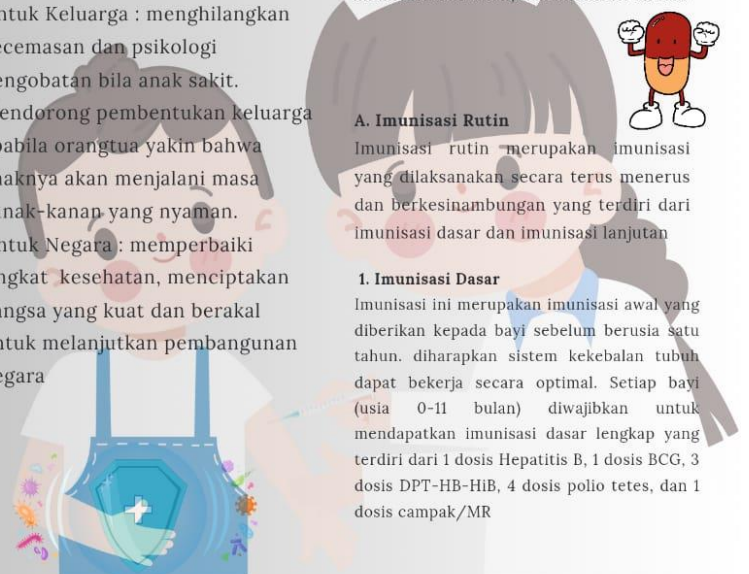 ntuk Keluarga : menghilangkan
ecemasan dan psikologi
engobatan bila anak sakit.
endorong pembentukan keluarga
pabila orangtua yakin bahwa
naknya akan menjalani masa
anak-kanan yang nyaman.
ntuk Negara : memperbaiki
ngkat kesehatan, menciptakan
angsa yang kuat dan berakal
ntuk melanjutkan pembangunan
egara
A. Imunisasi Rutin
Imunisasi rutin merupakan imunisasi
yang dilaksanakan secara terus menerus
dan berkesinambungan yang terdiri dari
imunisasi dasar dan imunisasi lanjutan
1. Imunisasi Dasar
Imunisasi ini merupakan imunisasi awal yang
diberikan kepada bayi sebelum berusia satu
tahun. diharapkan sistem kekebalan tubuh
dapat bekerja secara optimal. Setiap bayi
(usia 0-11 bulan) diwajibkan untuk
mendapatkan imunisasi dasar lengkap yang
terdiri dari 1 dosis Hepatitis B, 1 dosis BCG, 3
dosis DPT-HB-HiB, 4 dosis polio tetes, dan 1
dosis campak/MR